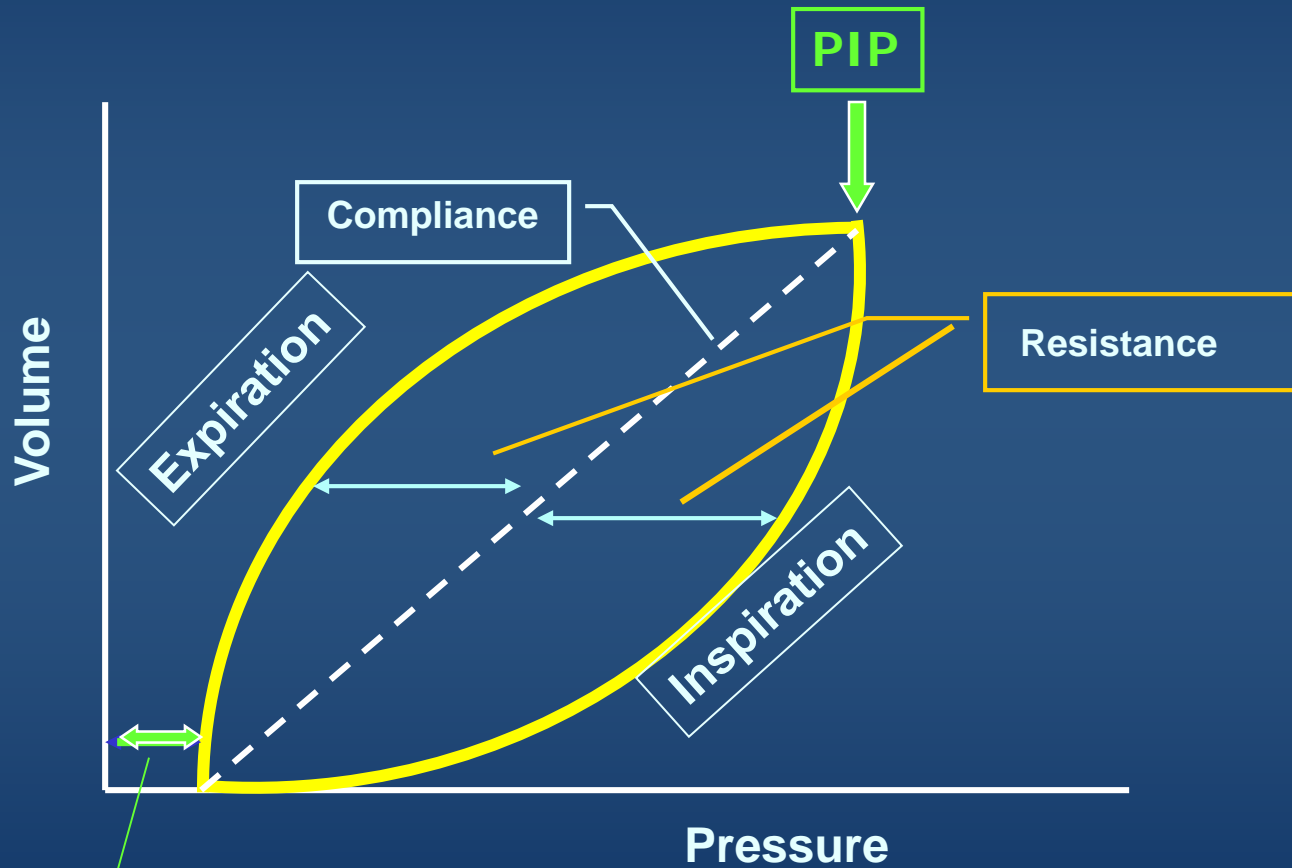 PIP
Compliance
Expiration
Resistance
Volume
Inspiration
Pressure